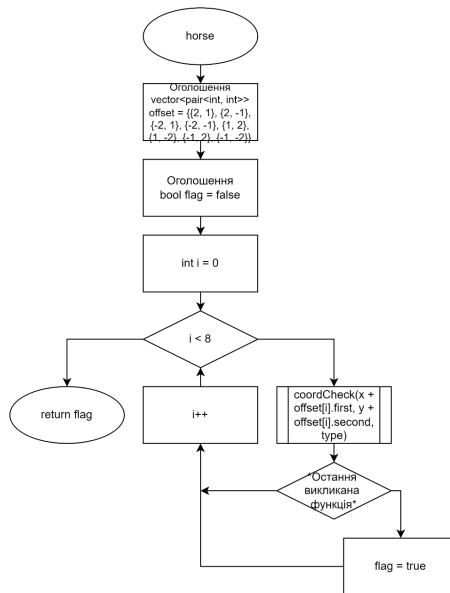 horse
Оголошення
vector<pair<int, int>>
offset = {{2, 1}, {2, -1},
{-2, 1}, {-2, -1}, {1, 2},
{1, -2}, {-1, 2}, {-1, -2}}
Оголошення
bool flag = false
int i = 0
i < 8
return flag
i++
coordCheck(x +
offset[i].first, y +
offset[i].second,
type)
*Остання
викликана
функція*
flag = true